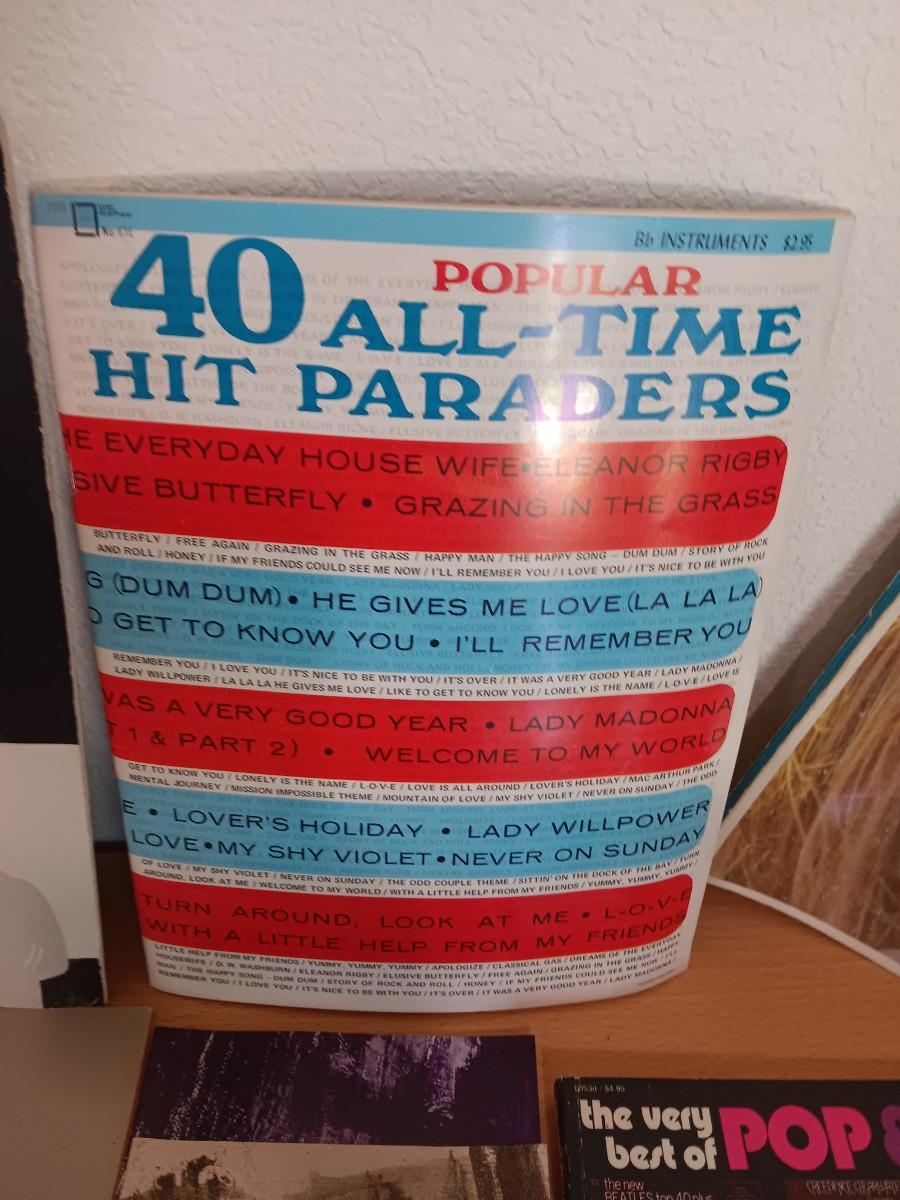 Bb INSTRUMENTS $2.95
40 POPULAR
ALL-TIME
HIT PARADERS
HE EVERYDAY HOUSE WIFE • ELEANOR RIGBY
SIVE BUTTERFLY • GRAZING IN THE GRASS
BUTTERFLY / FREE AGAIN / GRAZING IN THE GRASS / HAPPY MAN / THE HAPPY SONG – DUM DUM / STORY OF ROCK
AND ROLL / HONEY / IF MY FRIENDS COULD SEE ME NOW / I'LL REMEMBER YOU / I LOVE YOU / IT'S NICE TO BE WITH YOU
G (DUM DUM) • HE GIVES ME LOVE (LA LA LA)
O GET TO KNOW YOU • I'LL REMEMBER YOU
REMEMBER YOU / I LOVE YOU / IT'S NICE TO BE WITH YOU / IT'S OVER / IT WAS A VERY GOOD YEAR / LADY MADONNA /
LADY WILLPOWER / LA LA LA HE GIVES ME LOVE / LIKE TO GET TO KNOW YOU / LONELY IS THE NAME / L-O-V-E / LOVE IS
WAS A VERY GOOD YEAR • LADY MADONNA
T 1 & PART 2) • WELCOME TO MY WORLD
GET TO KNOW YOU / LONELY IS THE NAME / L-O-V-E / LOVE IS ALL AROUND / LOVER'S HOLIDAY / MAC ARTHUR PARK /
MENTAL JOURNEY / MISSION IMPOSSIBLE THEME / MOUNTAIN OF LOVE / MY SHY VIOLET / NEVER ON SUNDAY / THE ODD
E • LOVER'S HOLIDAY • LADY WILLPOWER
LOVE • MY SHY VIOLET • NEVER ON SUNDAY
OF LOVE / MY SHY VIOLET / NEVER ON SUNDAY / THE ODD COUPLE THEME / SITTIN' ON THE DOCK OF THE BAY / TURN
AROUND, LOOK AT ME / WELCOME TO MY WORLD / WITH A LITTLE HELP FROM MY FRIENDS / YUMMY, YUMMY, YUMMY /
TURN AROUND, LOOK AT ME • L-O-V-E
WITH A LITTLE HELP FROM MY FRIENDS
LITTLE HELP FROM MY FRIENDS / YUMMY, YUMMY, YUMMY / APOLOGIZE / CLASSICAL GAS / DREAMS OF THE EVERYDAY
HOUSEWIFE / D. W. WASHBURN / ELEANOR RIGBY / ELUSIVE BUTTERFLY / FREE AGAIN / GRAZING IN THE GRASS / HAPPY
MAN / THE HAPPY SONG – DUM DUM / STORY OF ROCK AND ROLL / HONEY / IF MY FRIENDS COULD SEE ME NOW / I'LL
REMEMBER YOU / I LOVE YOU / IT'S NICE TO BE WITH YOU / IT'S OVER / IT WAS A VERY GOOD YEAR / LADY MADONNA /
$4.95
the very
best of POP
the new
BEATLES top 40 plus